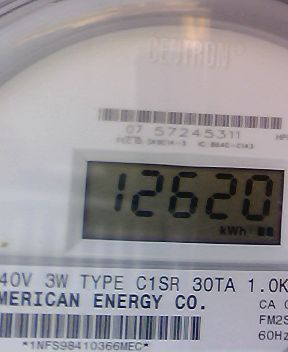 CENTRON
07 57245311
12620
kWh 88
40V 3W TYPE C1SR 30TA 1.0K
MERICAN ENERGY CO.
CA 
FM2S
60Hz
*1NFS98410366MEC*